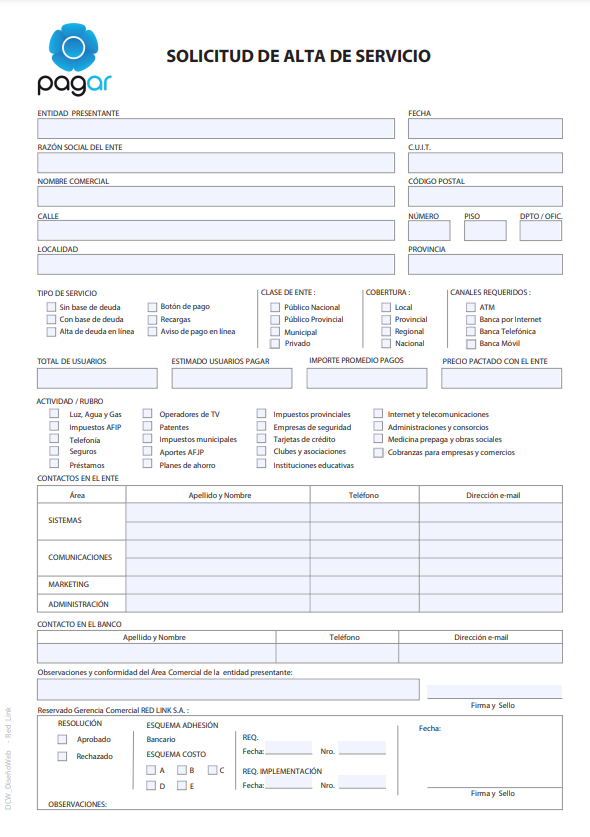 pagar
SOLICITUD DE ALTA DE SERVICIO
ENTIDAD PRESENTANTE
FECHA
RAZÓN SOCIAL DEL ENTE
C.U.I.T.
NOMBRE COMERCIAL
CÓDIGO POSTAL
CALLE
NÚMERO
PISO
DPTO / OFIC.
LOCALIDAD
PROVINCIA
TIPO DE SERVICIO
Sin base de deuda
Con base de deuda
Alta de deuda en línea
Botón de pago
Recargas
Aviso de pago en línea
CLASE DE ENTE :
Público Nacional
Público Provincial
Municipal
Privado
COBERTURA :
Local
Provincial
Regional
Nacional
CANALES REQUERIDOS :
ATM
Banca por Internet
Banca Telefónica
Banca Móvil
TOTAL DE USUARIOS
ESTIMADO USUARIOS PAGAR
IMPORTE PROMEDIO PAGOS
PRECIO PACTADO CON EL ENTE
ACTIVIDAD / RUBRO
Luz, Agua y Gas
Impuestos AFIP
Telefonía
Seguros
Préstamos
Operadores de TV
Patentes
Impuestos municipales
Aportes AFJP
Planes de ahorro
Impuestos provinciales
Empresas de seguridad
Tarjetas de crédito
Clubes y asociaciones
Instituciones educativas
Internet y telecomunicaciones
Administraciones y consorcios
Medicina prepaga y obras sociales
Cobranzas para empresas y comercios
CONTACTOS EN EL ENTE
Área
Apellido y Nombre
Teléfono
Dirección e-mail
SISTEMAS
COMUNICACIONES
MARKETING
ADMINISTRACIÓN
CONTACTO EN EL BANCO
Apellido y Nombre
Teléfono
Dirección e-mail
Observaciones y conformidad del Área Comercial de la entidad presentante:
Firma y Sello
Reservado Gerencia Comercial RED LINK S.A. :
RESOLUCIÓN
Aprobado
Rechazado
ESQUEMA ADHESIÓN
Bancario
ESQUEMA COSTO
A B C
D E
REQ.
Fecha: Nro.
REQ. IMPLEMENTACIÓN
Fecha: Nro.
Fecha:
Firma y Sello
OBSERVACIONES:
DCW_DiseñoWeb - Red Link